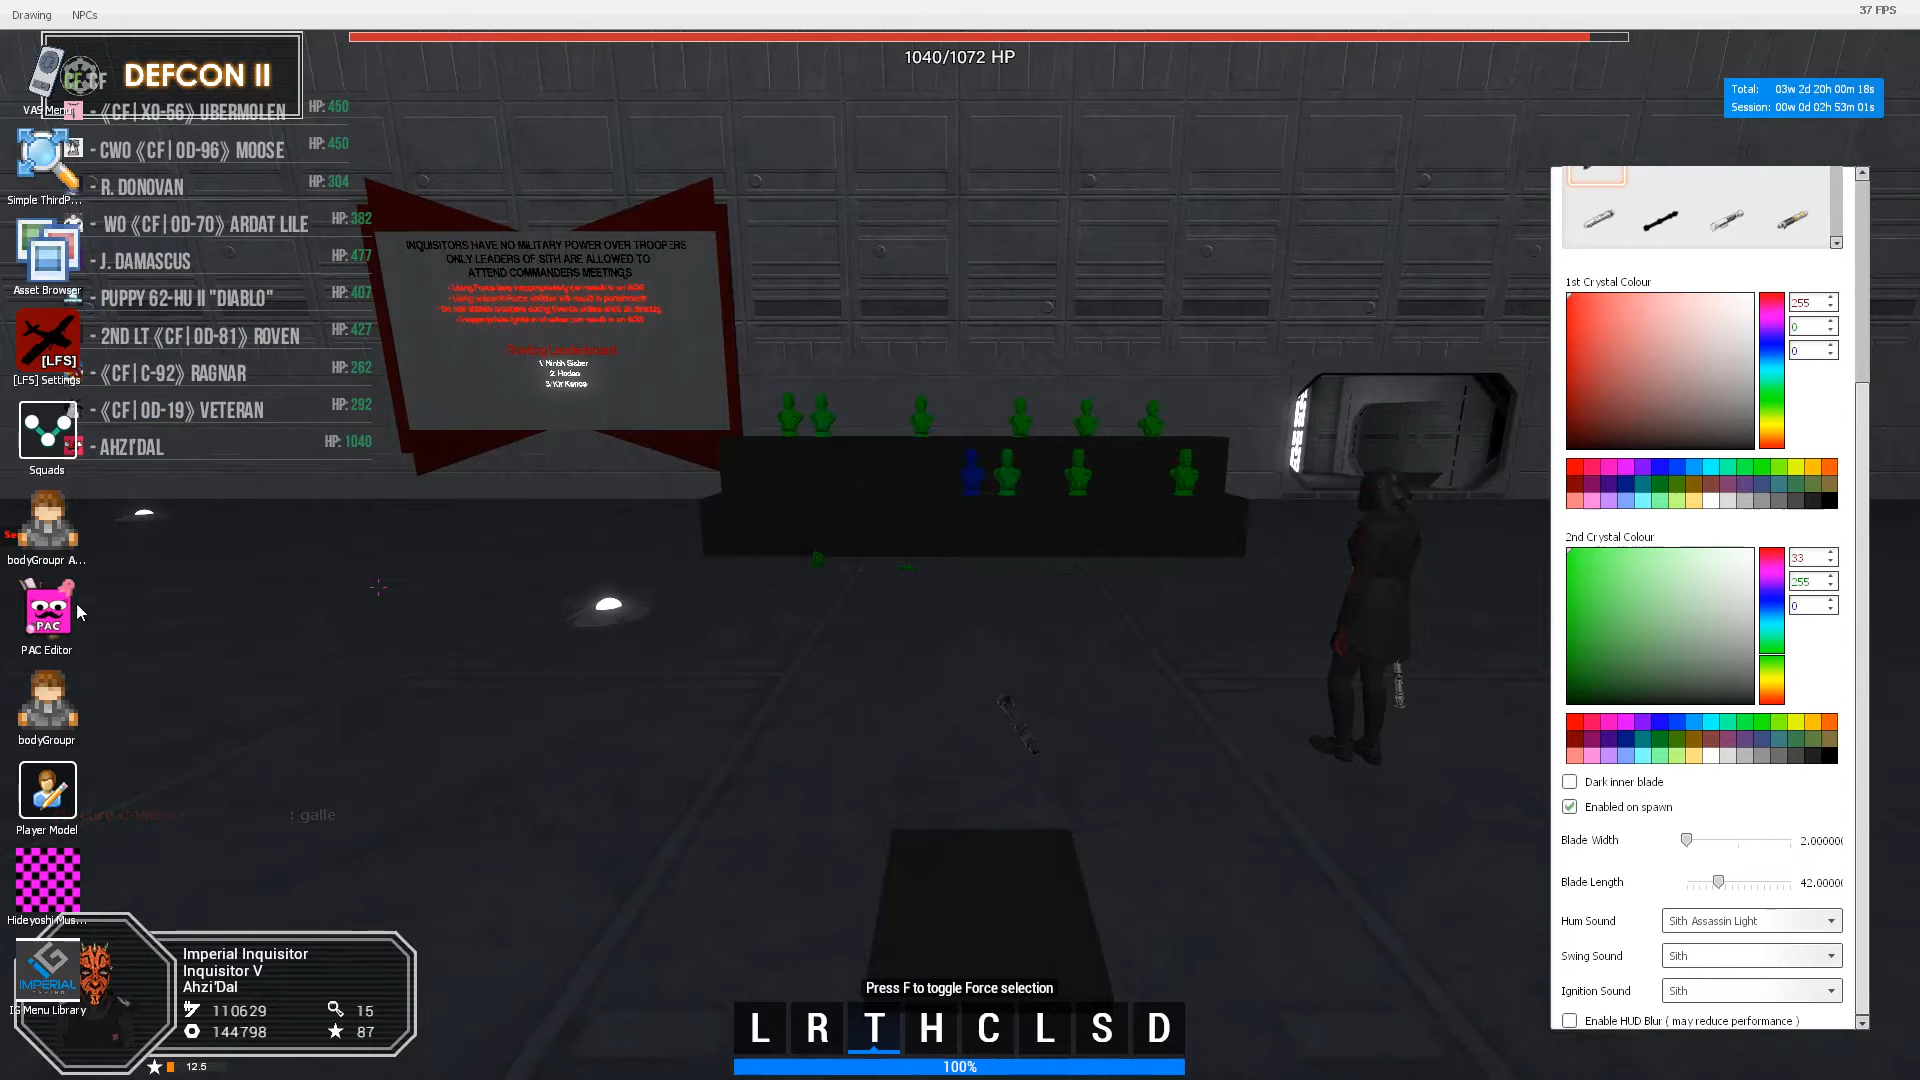 Drawing NPCs
37 FPS
1040/1072 HP
DEFCON II
Total: 03w 2d 20h 00m 18s
Session: 00w 0d 02h 53m 01s
VAS Menu
- 《CF | XO-56》 UBERMOLEN HP: 450
CWO 《CF | OD-96》 MOOSE HP: 450
- R. DONOVAN HP: 304
Simple ThirdP...
- WO 《CF | OD-70》 ARDAT LILE HP: 382
- J. DAMASCUS HP: 477
Asset Browser
- PUPPY 62-HU II "DIABLO" HP: 407
- 2ND LT 《CF | OD-81》 ROVEN HP: 427
[LFS]
[LFS] Settings
- 《CF | C-92》 RAGNAR HP: 262
- 《CF | OD-19》 VETERAN HP: 292
- AHZI'DAL HP: 1040
Squads
bodyGroupr A...
PAC
PAC Editor
bodyGroupr
Player Model
Hideyoshi Mus...
IMPERIAL
IG Menu Library
INQUISITORS HAVE NO MILITARY POWER OVER TROOPERS
ONLY LEADERS OF SITH ARE ALLOWED TO
ATTEND COMMANDERS MEETINGS
1. Ninth Sister
2. Hodea
: galle
1st Crystal Colour
255
0
0
2nd Crystal Colour
33
255
0
Dark inner blade
Enabled on spawn
Blade Width 2.00000
Blade Length 42.0000
Hum Sound Sith Assassin Light
Swing Sound Sith
Ignition Sound Sith
Enable HUD Blur ( may reduce performance )
Imperial Inquisitor
Inquisitor V
Ahzi'Dal
110629 15
144798 87
12.5
Press F to toggle Force selection
L R T H C L S D
100%